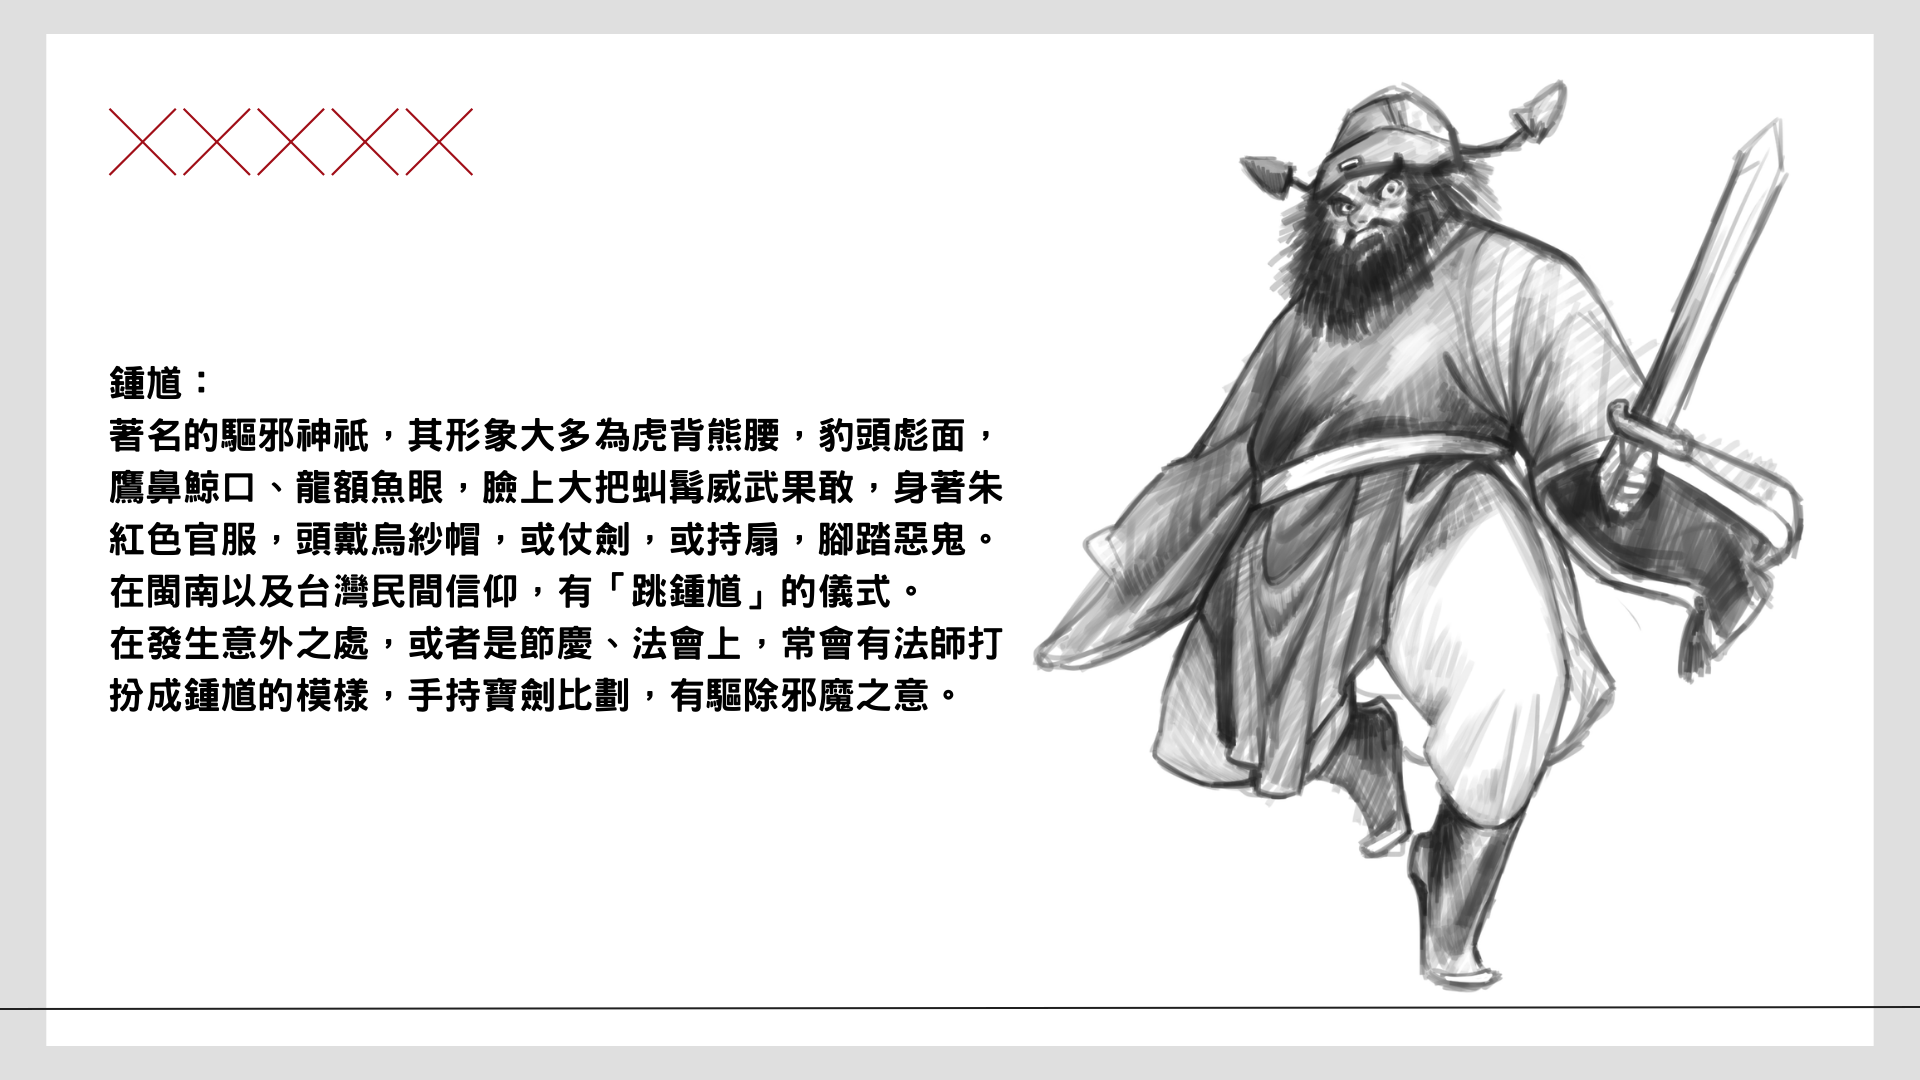 鍾馗：
著名的驅邪神祇，其形象大多為虎背熊腰，豹頭彪面，
鷹鼻鯨口、龍額魚眼，臉上大把虯髯威武果敢，身著朱
紅色官服，頭戴烏紗帽，或仗劍，或持扇，腳踏惡鬼。
在閩南以及台灣民間信仰，有「跳鍾馗」的儀式。
在發生意外之處，或者是節慶、法會上，常會有法師打
扮成鍾馗的模樣，手持寶劍比劃，有驅除邪魔之意。